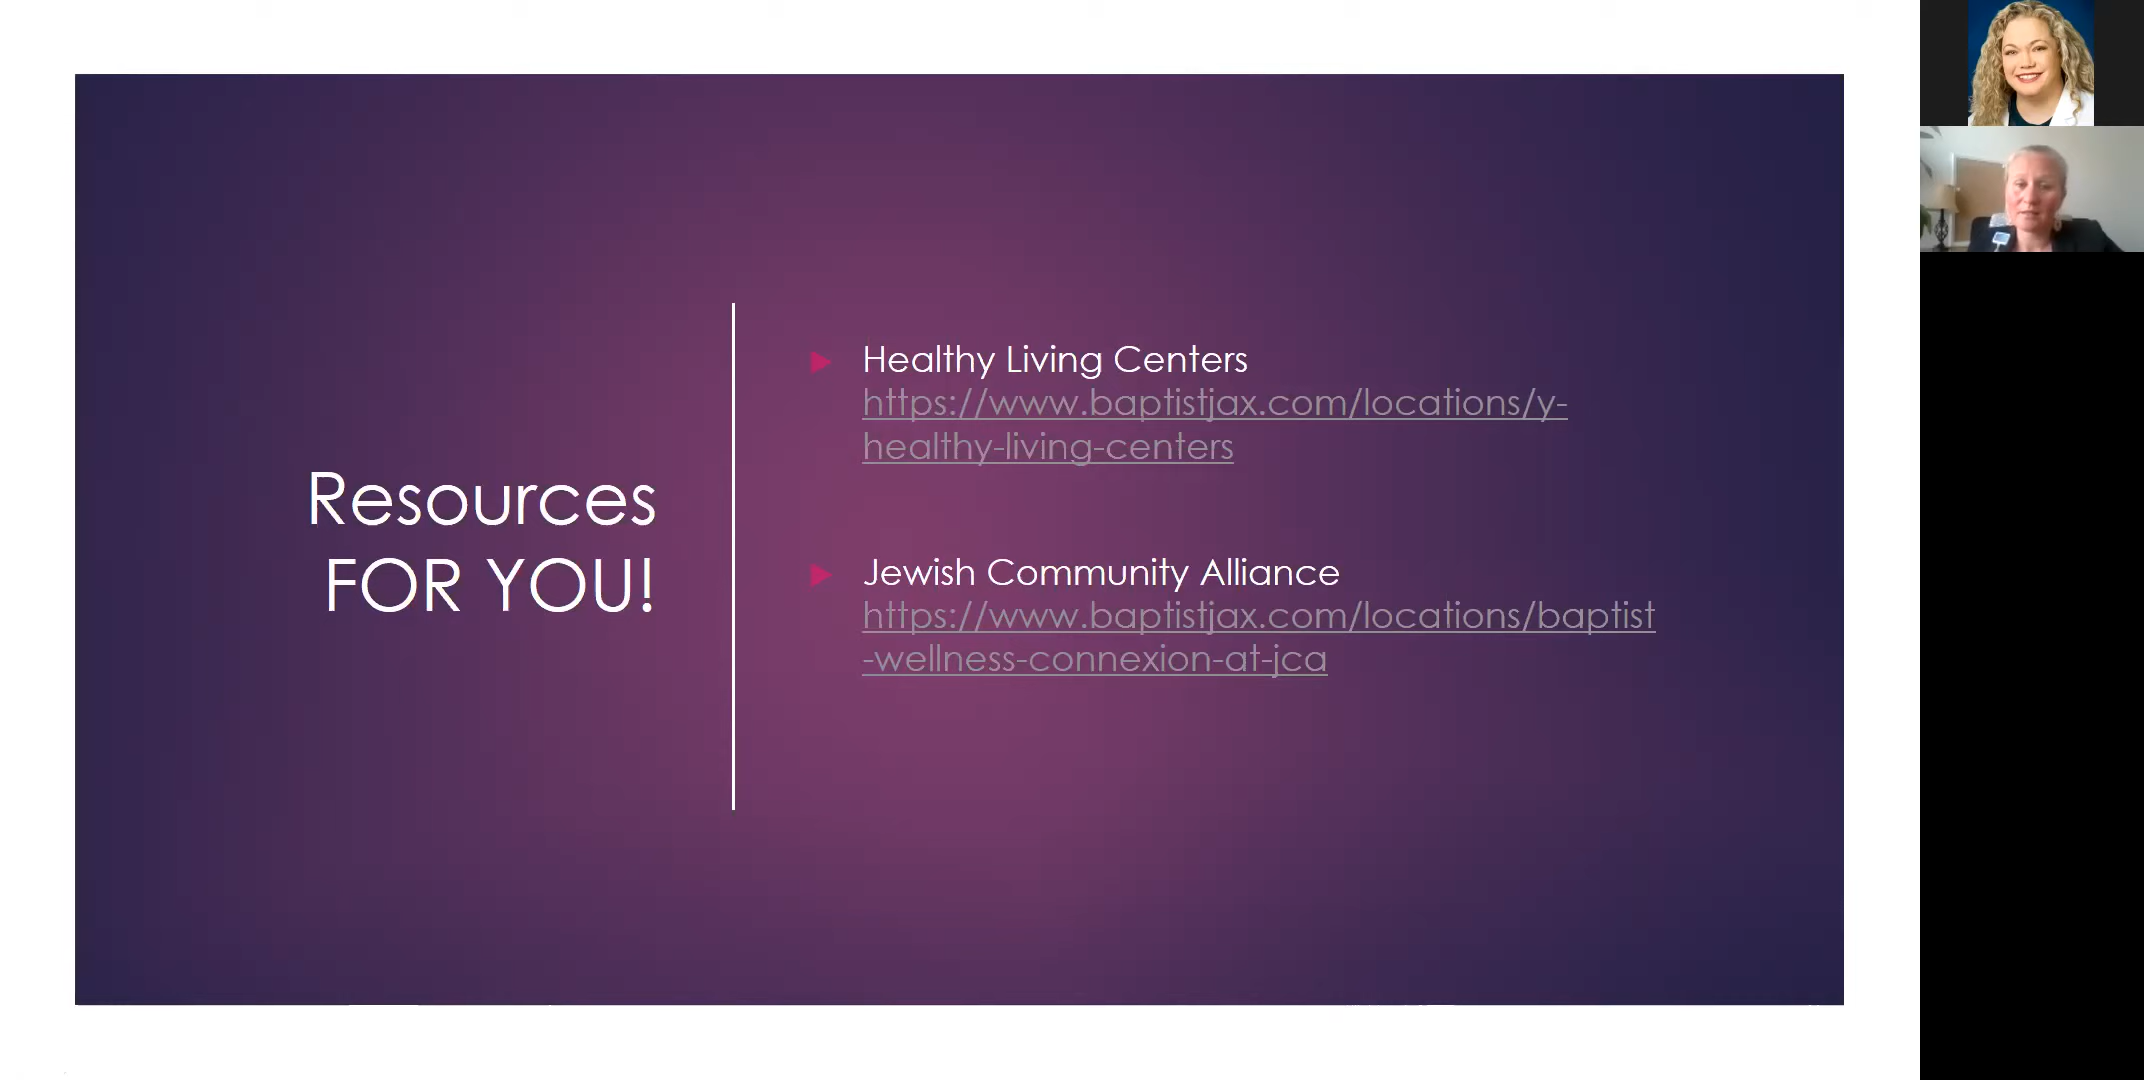 Resources
FOR YOU!
Healthy Living Centers
https://www.baptistjax.com/locations/y-
healthy-living-centers
Jewish Community Alliance
https://www.baptistjax.com/locations/baptist
-wellness-connexion-at-jca